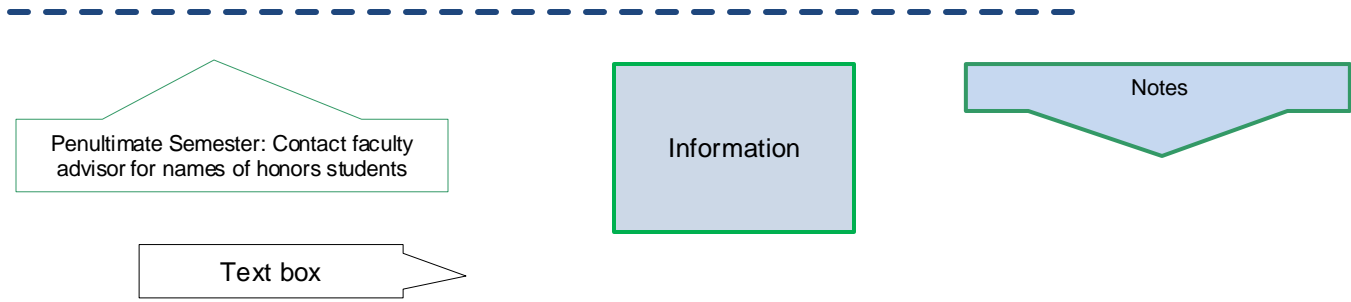 Penultimate Semester: Contact faculty
advisor for names of honors students
Information
Notes
Text box